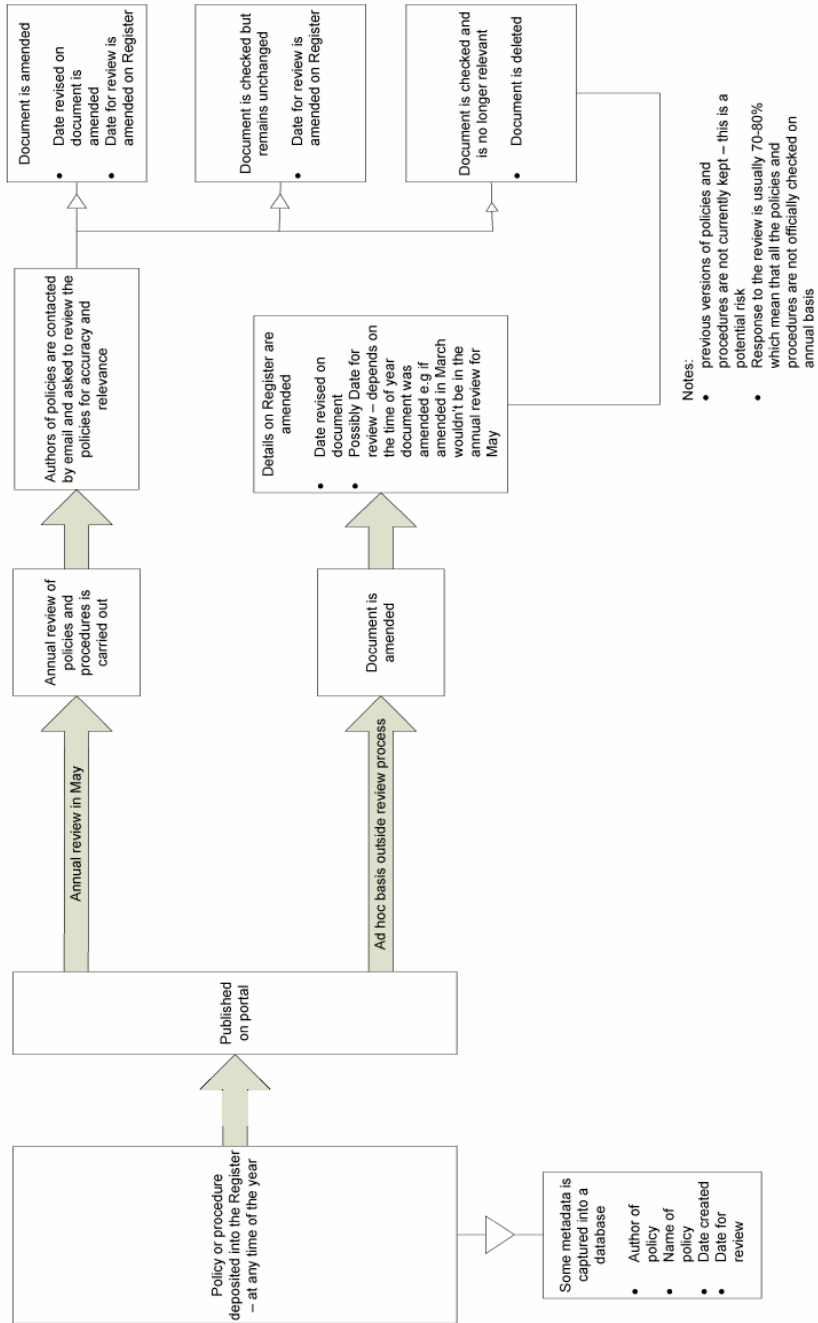 Policy or procedure
deposited into the Register
– at any time of the year
Some metadata is
captured into a
database
• Author of
policy
• Name of
policy
• Date created
• Date for
review
Published
on portal
Annual review in May
Annual review of
policies and
procedures is
carried out
Authors of policies are contacted
by email and asked to review the
policies for accuracy and
relevance
Document is amended
• Date revised on
document is
amended
• Date for review is
amended on Register
Document is checked but
remains unchanged
• Date for review is
amended on Register
Document is checked and
is no longer relevant
• Document is deleted
Ad hoc basis outside review process
Document is
amended
Details on Register are
amended
• Date revised on
document
• Possibly Date for
review – depends on
the time of year
document was
amended e.g if
amended in March
wouldn't be in the
annual review for
May
Notes:
• previous versions of policies and
procedures are not currently kept – this is a
potential risk
• Response to the review is usually 70-80%
which mean that all the policies and
procedures are not officially checked on
annual basis